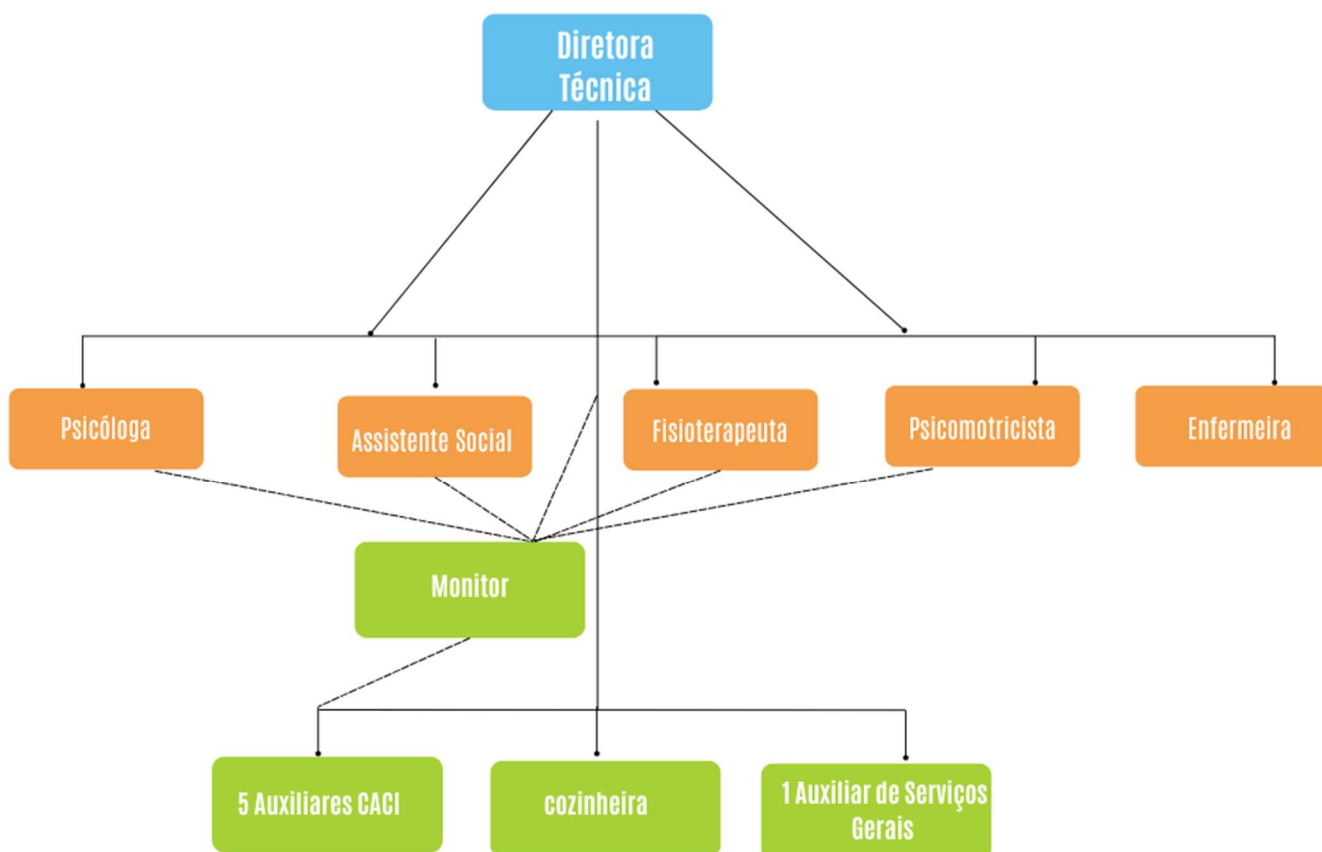 Diretora
Técnica
Psicóloga
Assistente Social
Fisioterapeuta
Psicomotricista
Enfermeira
Monitor
5 Auxiliares CACI
cozinheira
1 Auxiliar de Serviços
Gerais